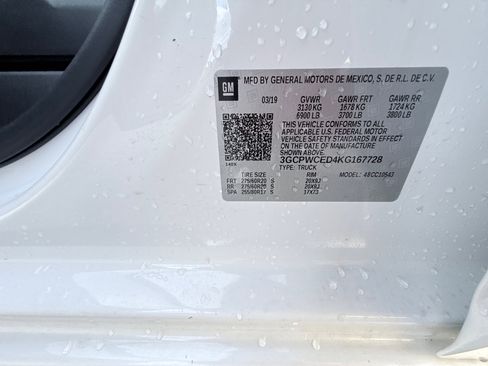 GM
MFD BY GENERAL MOTORS DE MEXICO, S. DE R.L. DE C.V.
03/19 GVWR GAWR FRT GAWR RR
3130 KG 1678 KG 1724 KG
6900 LB 3700 LB 3800 LB
THIS VEHICLE CONFORMS TO ALL
APPLICABLE U.S. FEDERAL MOTOR
VEHICLE SAFETY STANDARDS IN EFFECT
ON THE DATE OF MANUFACTURE
SHOWN ABOVE.
3GCPWCED4KG167728
TYPE: TRUCK
TIRE SIZE RIM MODEL: 48CC10543
FRT 275/60R20 S 20X9J
RR 275/60R20 S 20X9J
SPA 255/80R17 S